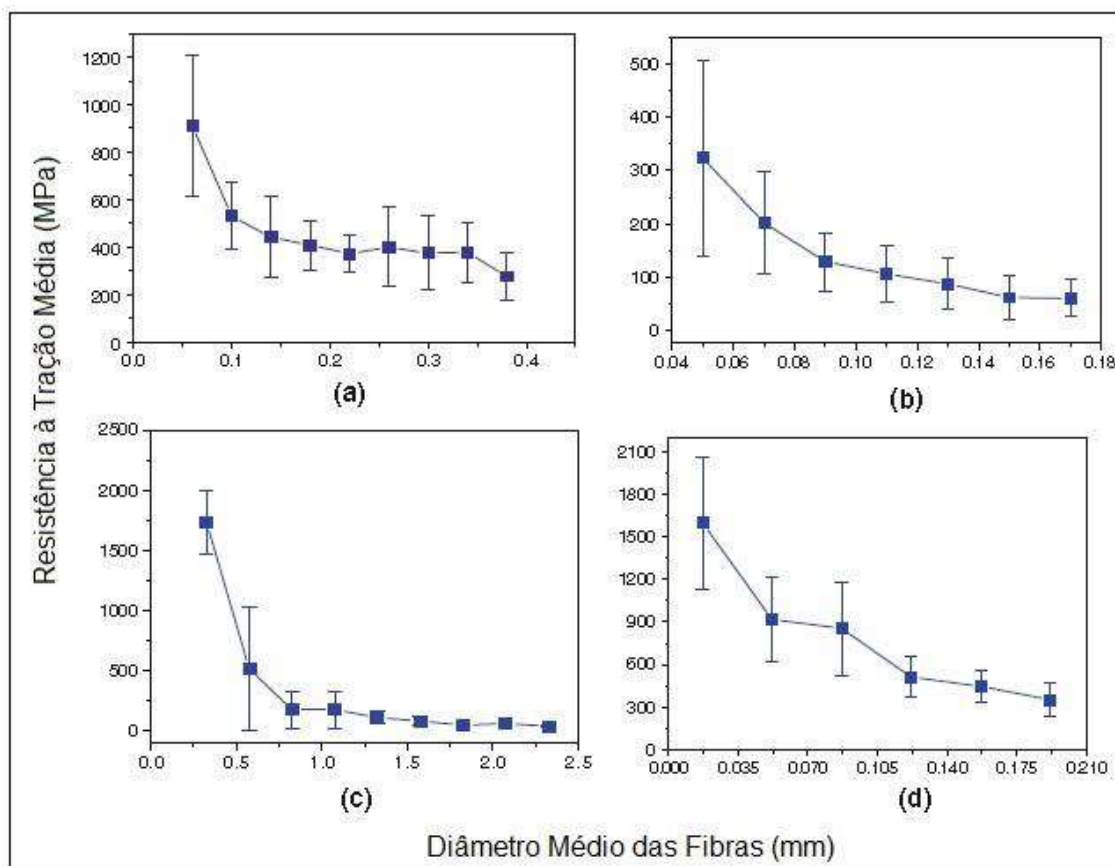 Resistência à Tração Média (MPa)
1200
1000
800
600
400
200
0
0.0 0.1 0.2 0.3 0.4
(a)
500
400
300
200
100
0
0.04 0.06 0.08 0.10 0.12 0.14 0.16 0.18
(b)
2500
2000
1500
1000
500
0
0.0 0.5 1.0 1.5 2.0 2.5
(c)
2100
1800
1500
1200
900
600
300
0
0.000 0.035 0.070 0.105 0.140 0.175 0.210
(d)
Diâmetro Médio das Fibras (mm)